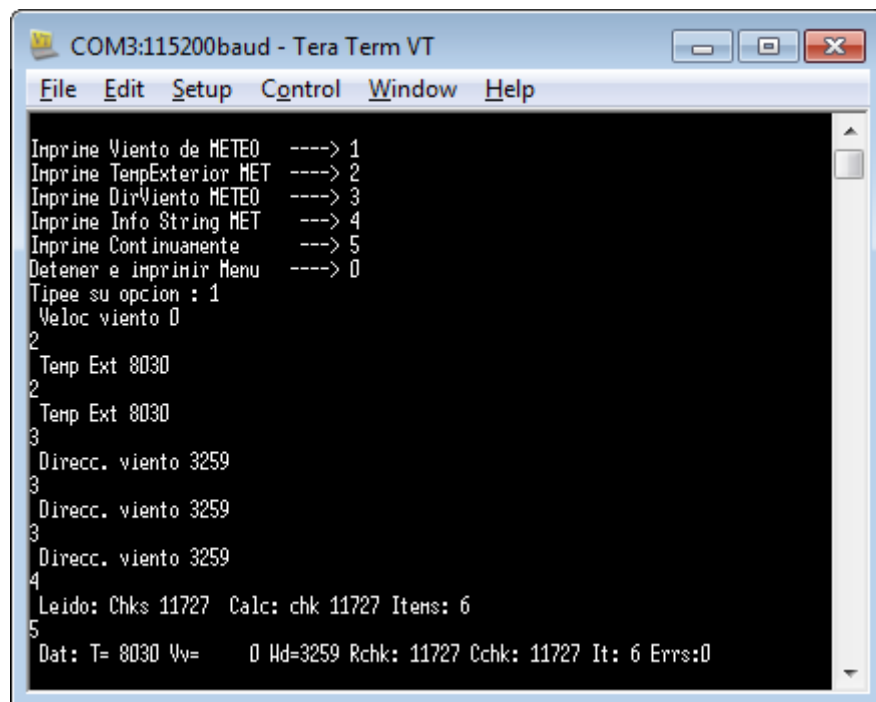 COM3:115200baud - Tera Term VT
File Edit Setup Control Window Help
Imprime Viento de METEO ----> 1
Imprime TempExterior MET ----> 2
Imprime DirViento METEO ----> 3
Imprime Info String MET ---> 4
Imprime Continuamente ---> 5
Detener e imprimir Menu ----> 0
Tipee su opcion : 1
Veloc viento 0
2
Temp Ext 8030
2
Temp Ext 8030
3
Direcc. viento 3259
3
Direcc. viento 3259
3
Direcc. viento 3259
4
Leido: Chks 11727 Calc: chk 11727 Items: 6
5
Dat: T= 8030 Vv= 0 Wd=3259 Rchk: 11727 Cchk: 11727 It: 6 Errs:0